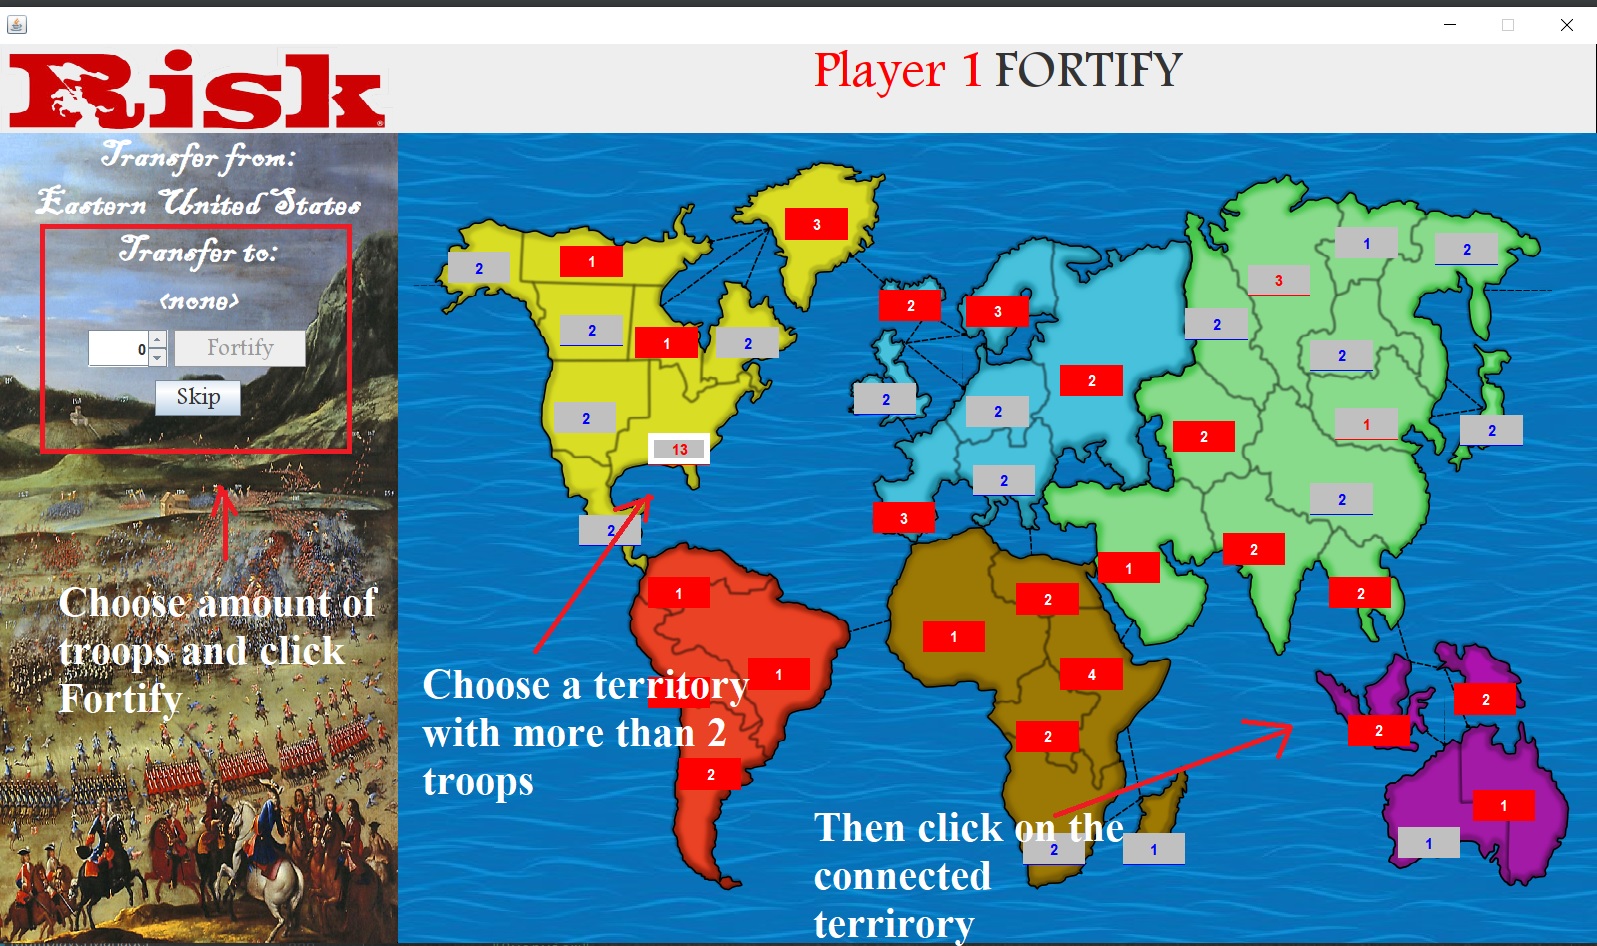 Risk
Player 1 FORTIFY
Transfer from:
Eastern United States
Transfer to:
<none>
0
Fortify
Skip
Choose amount of
troops and click
Fortify
Choose a territory
with more than 2
troops
Then click on the
connected
terrirory
3
2
1
2
1
2
2
13
2
1
1
2
2
3
2
2
2
2
3
1
2
3
2
2
2
1
2
2
2
1
2
2
2
1
1
4
2
2
1
2
2
1
1